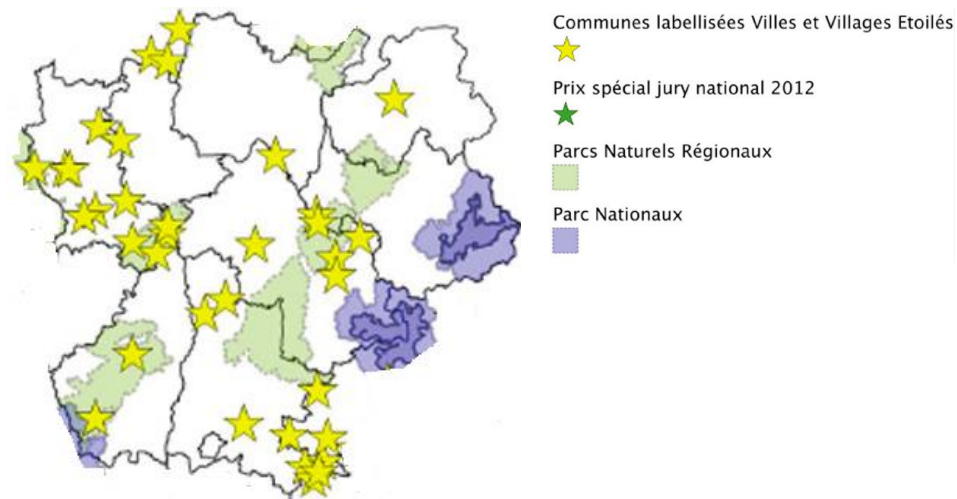 Communes labellisées Villes et Villages Etoilés
Prix spécial jury national 2012
Parcs Naturels Régionaux
Parc Nationaux